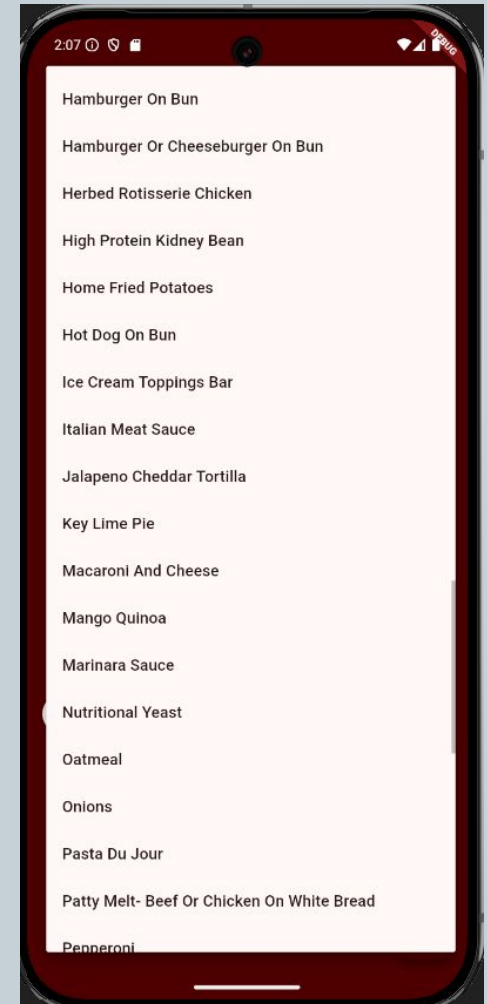 2:07
DEBUG
Hamburger On Bun
Hamburger Or Cheeseburger On Bun
Herbed Rotisserie Chicken
High Protein Kidney Bean
Home Fried Potatoes
Hot Dog On Bun
Ice Cream Toppings Bar
Italian Meat Sauce
Jalapeno Cheddar Tortilla
Key Lime Pie
Macaroni And Cheese
Mango Quinoa
Marinara Sauce
Nutritional Yeast
Oatmeal
Onions
Pasta Du Jour
Patty Melt- Beef Or Chicken On White Bread
Pepperoni